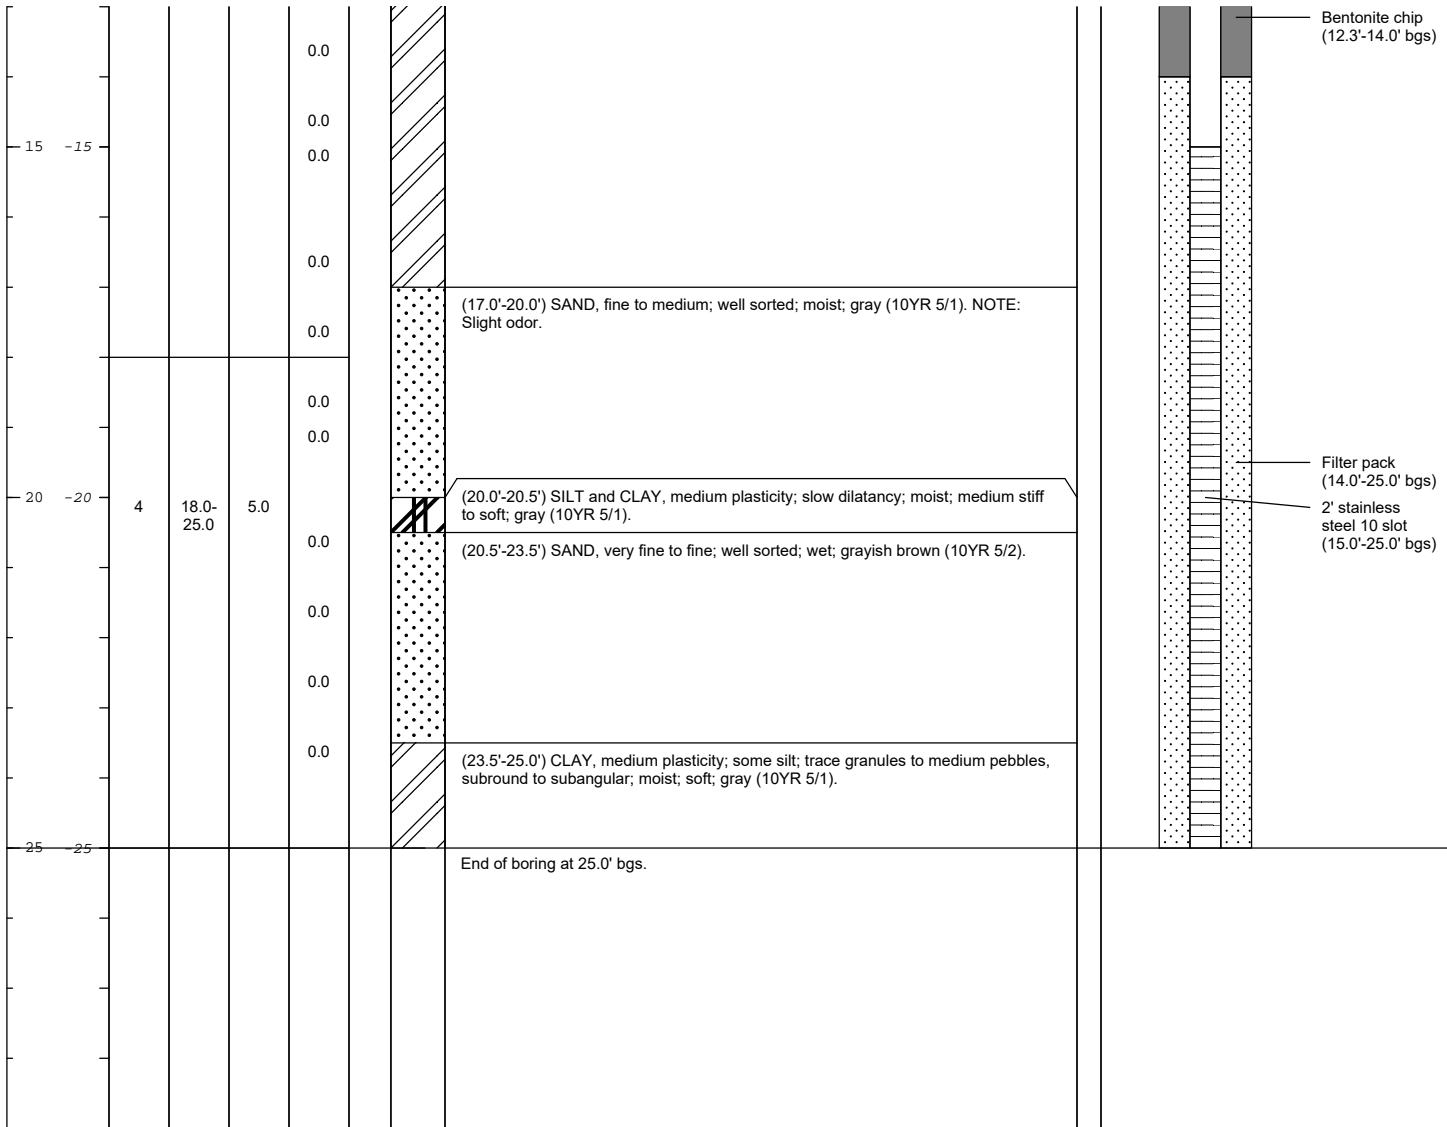 Bentonite chip
(12.3'-14.0' bgs)
0.0
0.0
15 -15
0.0
0.0
(17.0'-20.0') SAND, fine to medium; well sorted; moist; gray (10YR 5/1). NOTE:
Slight odor.
0.0
0.0
0.0
Filter pack
(14.0'-25.0' bgs)
20 -20
4
18.0-
25.0
5.0
(20.0'-20.5') SILT and CLAY, medium plasticity; slow dilatancy; moist; medium stiff
to soft; gray (10YR 5/1).
2' stainless
steel 10 slot
(15.0'-25.0' bgs)
0.0
(20.5'-23.5') SAND, very fine to fine; well sorted; wet; grayish brown (10YR 5/2).
0.0
0.0
0.0
(23.5'-25.0') CLAY, medium plasticity; some silt; trace granules to medium pebbles,
subround to subangular; moist; soft; gray (10YR 5/1).
25 -25
End of boring at 25.0' bgs.